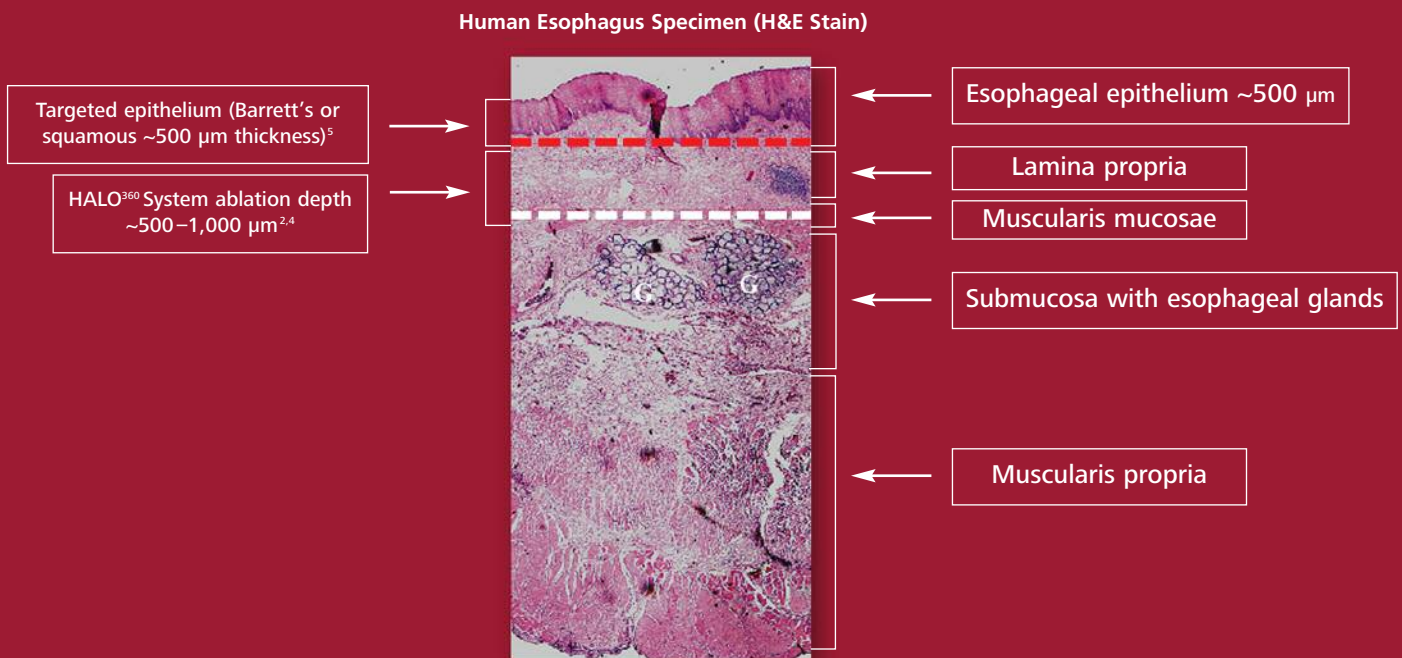 Human Esophagus Specimen (H&E Stain)
Targeted epithelium (Barrett's or
squamous ~500 µm thickness)⁵
HALO³⁶⁰ System ablation depth
~500–1,000 µm²,⁴
Esophageal epithelium ~500 µm
Lamina propria
Muscularis mucosae
G
G
Submucosa with esophageal glands
Muscularis propria